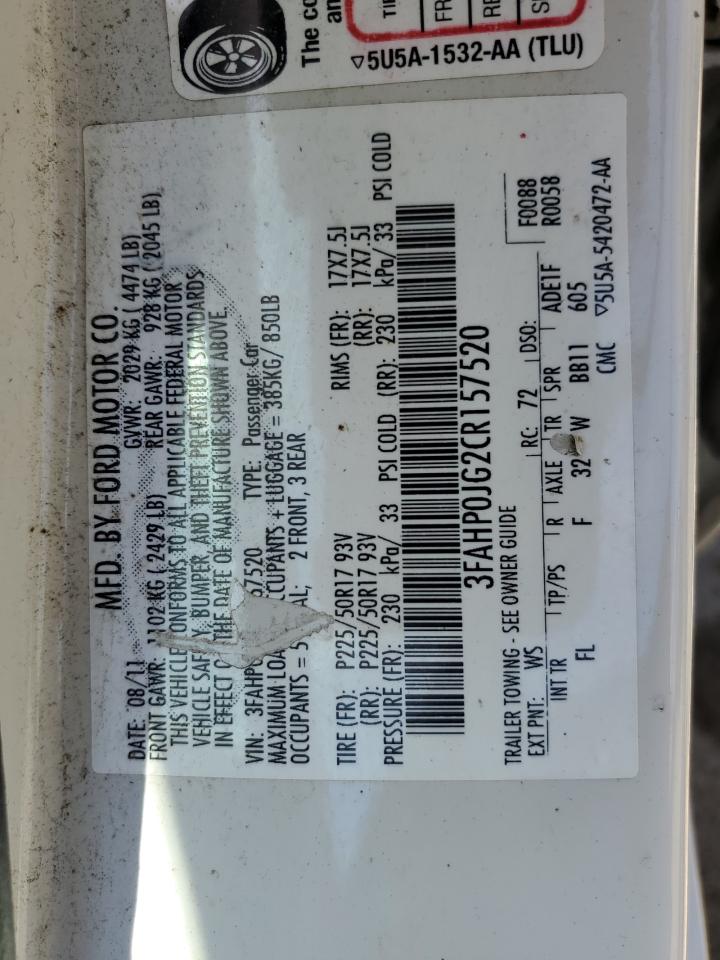 The co
an
TI
FR
RE
S
▽5U5A-1532-AA (TLU)
MFD. BY FORD MOTOR CO.
DATE: 08/11 GVWR: 2029 KG ( 4474 LB)
FRONT GAWR: 1102 KG ( 2429 LB) REAR GAWR: 928 KG ( 2045 LB)
THIS VEHICLE CONFORMS TO ALL APPLICABLE FEDERAL MOTOR
VEHICLE SAFETY, BUMPER, AND THEFT PREVENTION STANDARDS
IN EFFECT O THE DATE OF MANUFACTURE SHOWN ABOVE.
VIN: 3FAHP 57520 TYPE: Passenger Car
MAXIMUM LOA CCUPANTS + LUGGAGE = 385KG/ 850LB
OCCUPANTS = 5 AL; 2 FRONT, 3 REAR
TIRE (FR): P225/50R17 93V RIMS (FR): 17X7.5J
(RR): P225/50R17 93V (RR): 17X7.5J
PRESSURE (FR): 230 kPa/ 33 PSI COLD (RR): 230 kPa/ 33 PSI COLD
3FAHP0JG2CR157520
TRAILER TOWING - SEE OWNER GUIDE F0088
EXT PNT: WS RC: 72 DSO: R0058
INT TR TP/PS R AXLE TR SPR ADE1F
FL F 32 W BB11 605
CMC ▽5U5A-5420472-AA